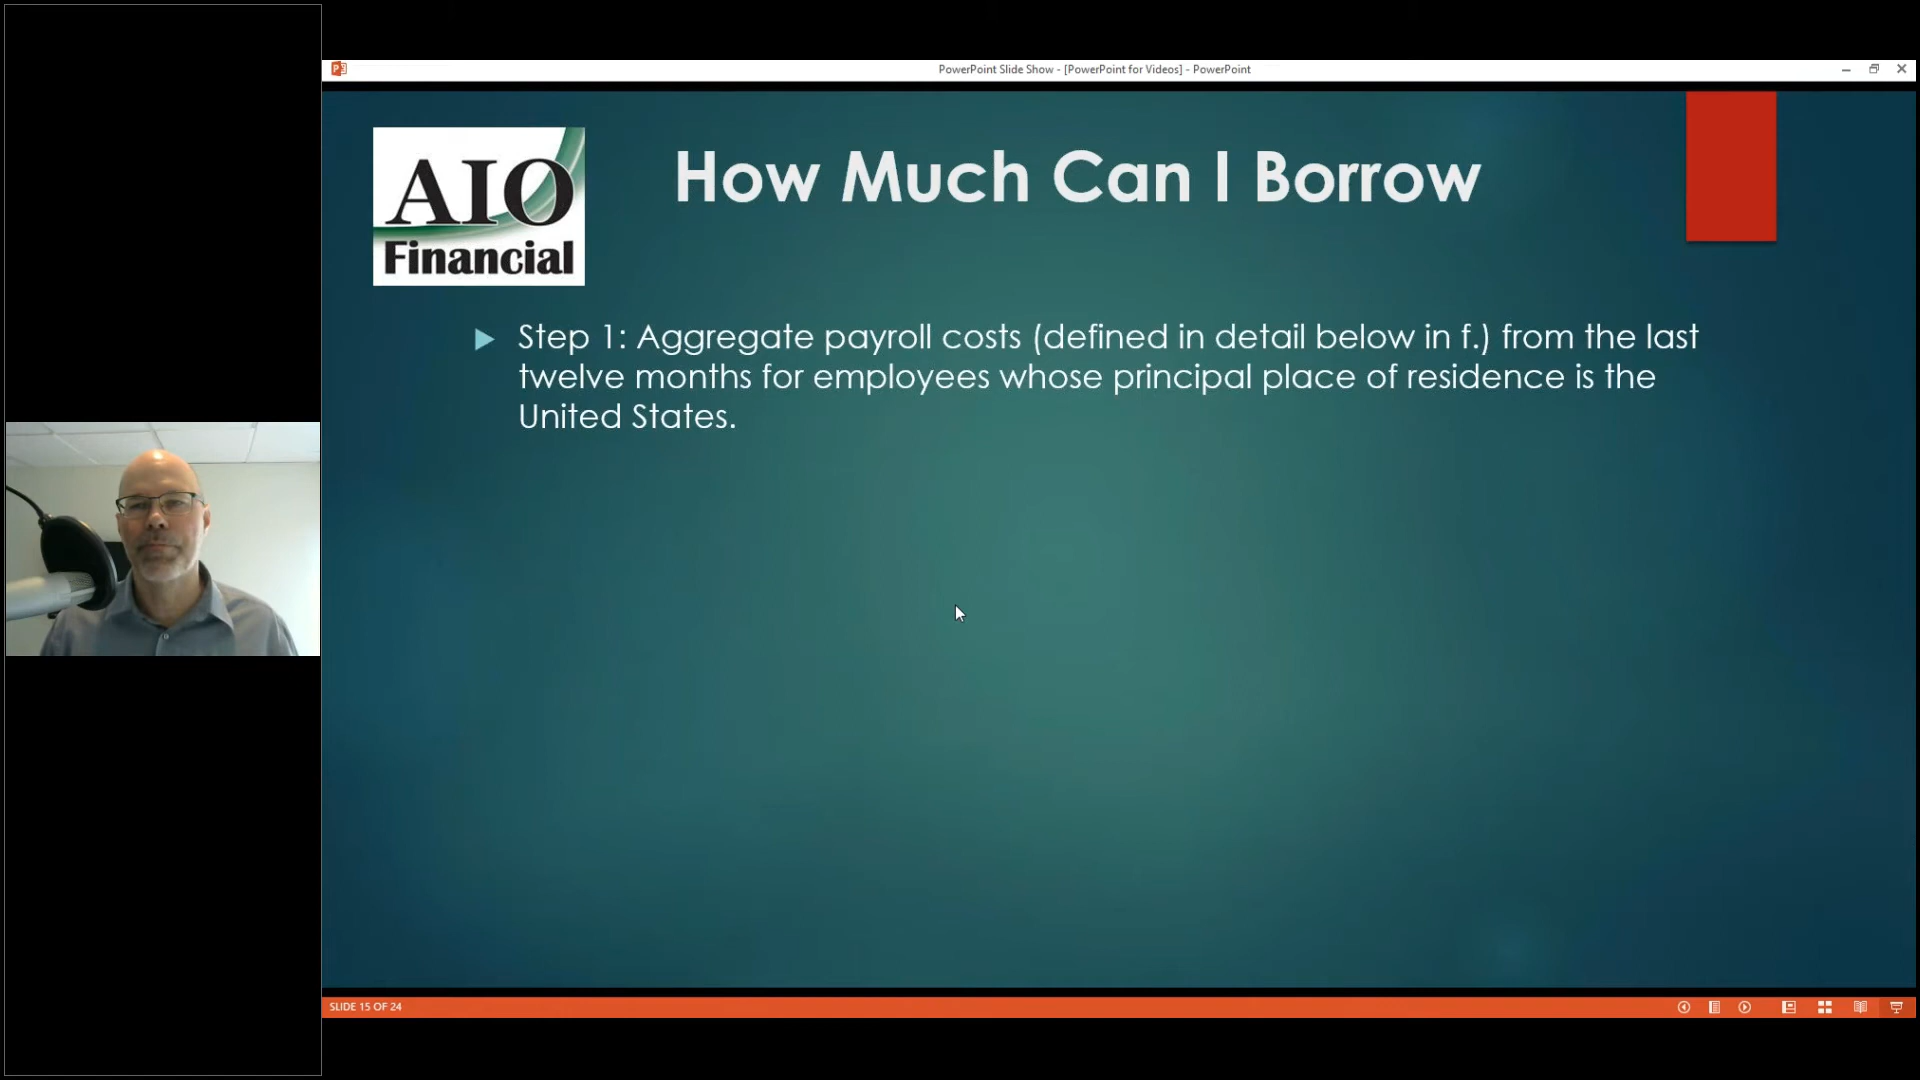 PowerPoint Slide Show - [PowerPoint for Videos] - PowerPoint
AIO
Financial
How Much Can I Borrow
Step 1: Aggregate payroll costs (defined in detail below in f.) from the last
twelve months for employees whose principal place of residence is the
United States.
SLIDE 15 OF 24